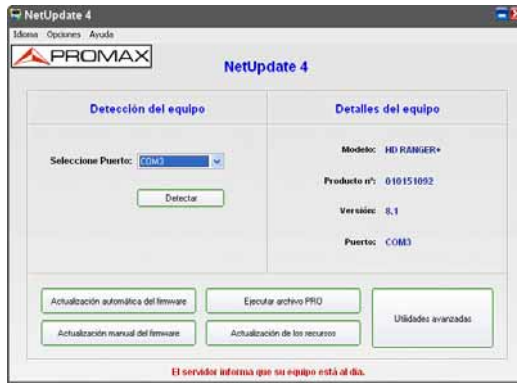 NetUpdate 4
Idioma Opciones Ayuda
PROMAX
NetUpdate 4
Detección del equipo
Seleccione Puerto: COM3
Detectar
Detalles del equipo
Modelo: HD RANGER+
Producto nº: 010151092
Versión: 8.1
Puerto: COM3
Actualización automática del firmware
Ejecutar archivo PRO
Utilidades avanzadas
Actualización manual del firmware
Actualización de los recursos
El servidor informa que su equipo está al día.